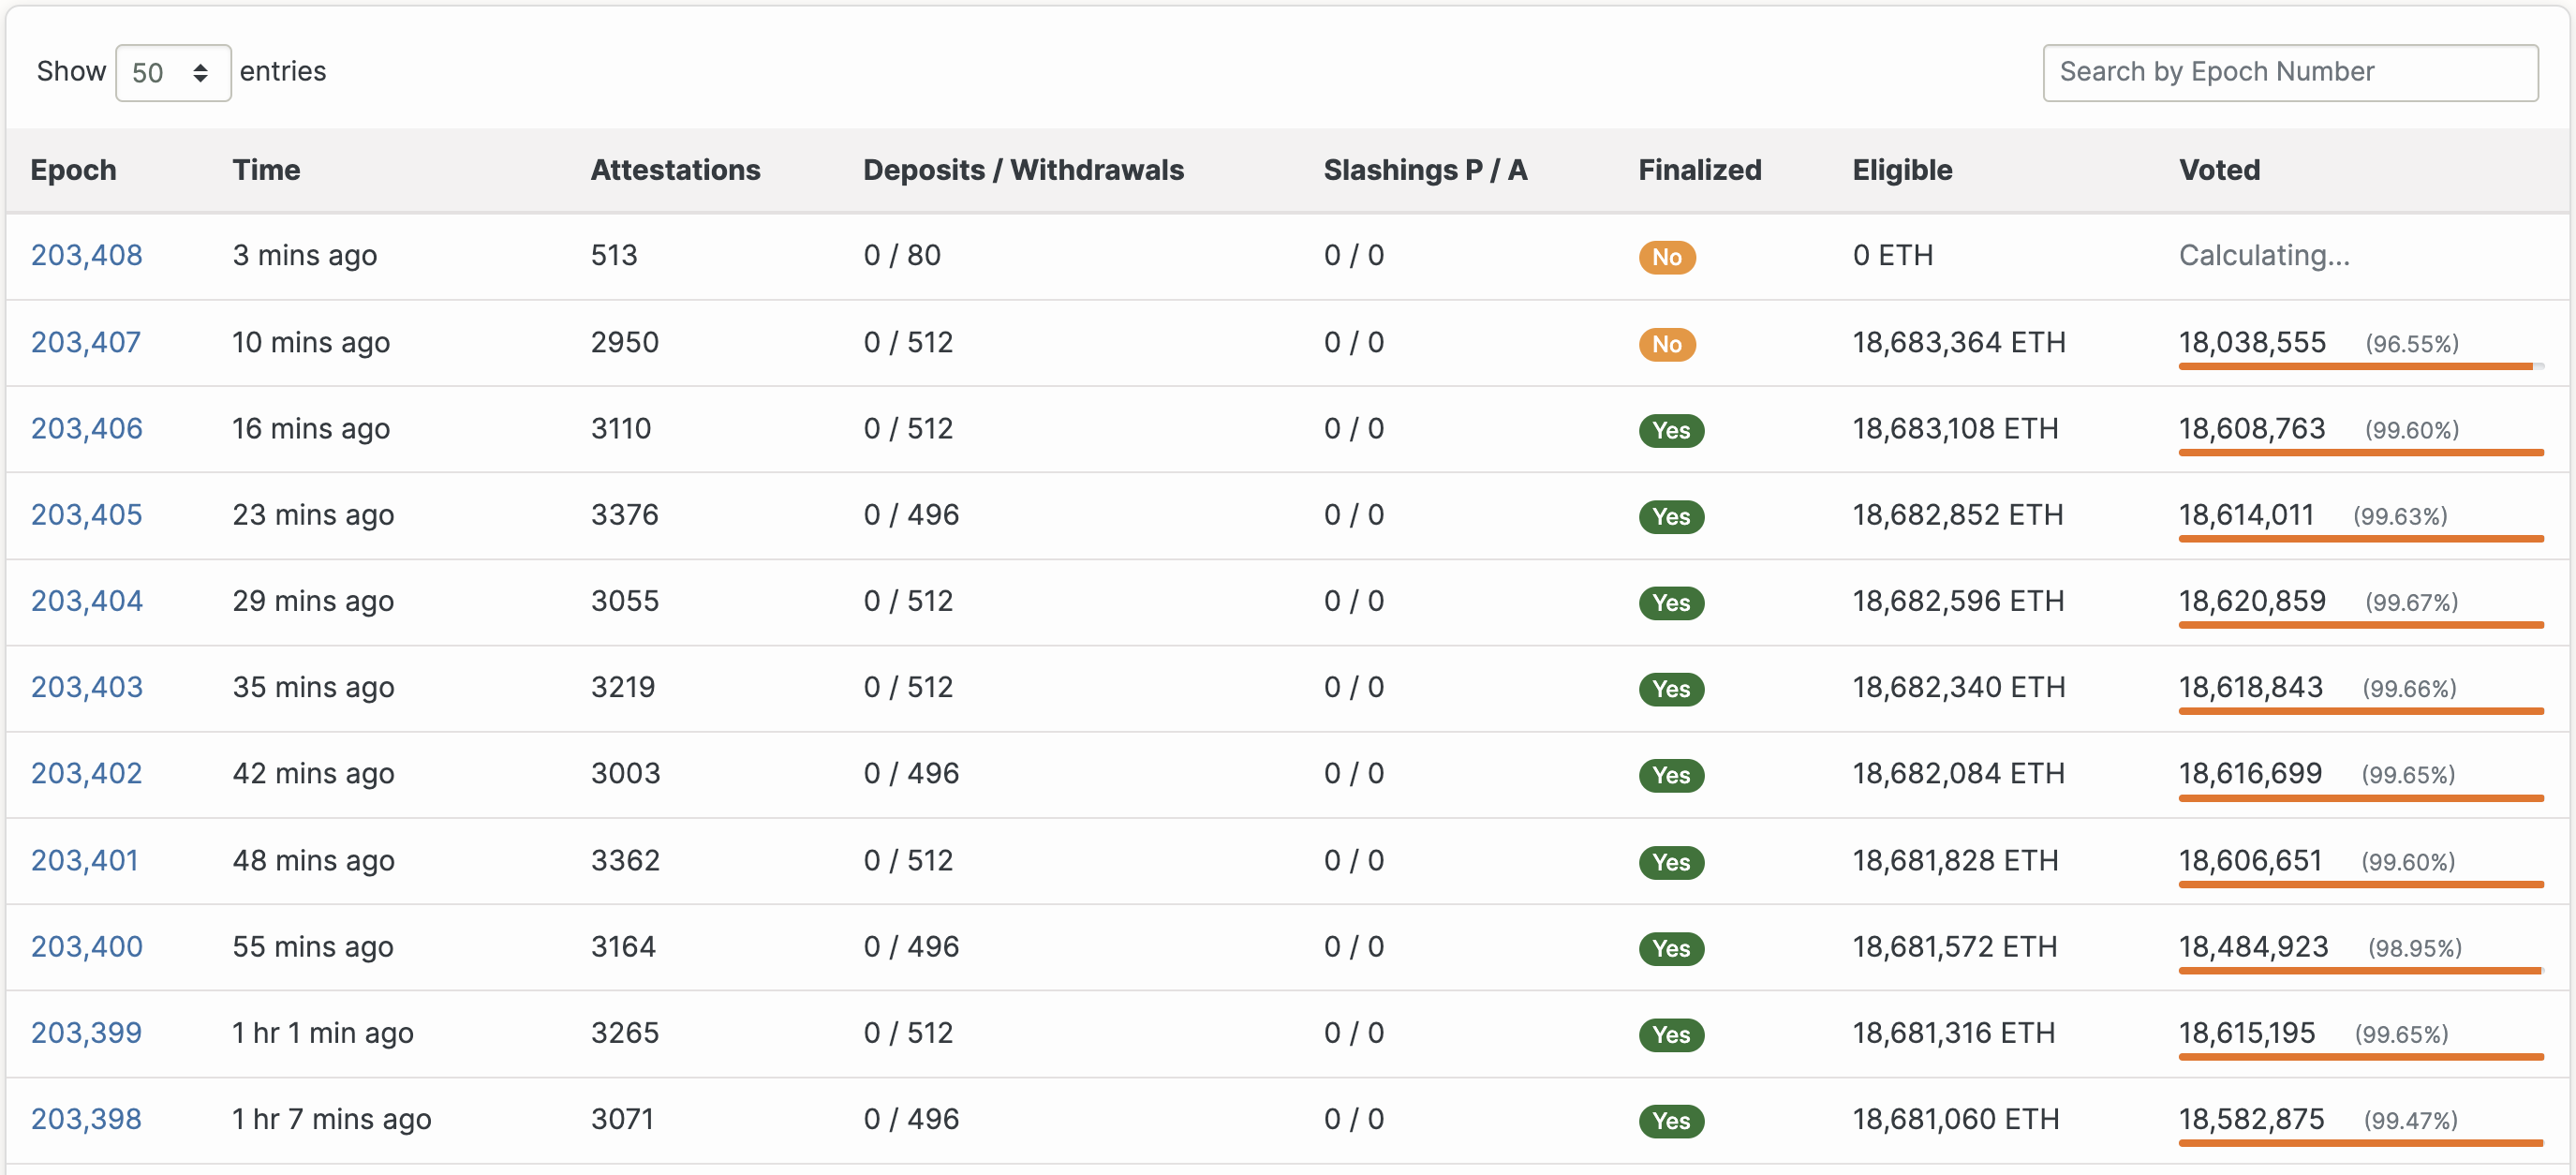 Show 50 entries Search by Epoch Number
Epoch Time Attestations Deposits / Withdrawals Slashings P / A Finalized Eligible Voted
203,408 3 mins ago 513 0 / 80 0 / 0 No 0 ETH Calculating...
203,407 10 mins ago 2950 0 / 512 0 / 0 No 18,683,364 ETH 18,038,555 (96.55%)
203,406 16 mins ago 3110 0 / 512 0 / 0 Yes 18,683,108 ETH 18,608,763 (99.60%)
203,405 23 mins ago 3376 0 / 496 0 / 0 Yes 18,682,852 ETH 18,614,011 (99.63%)
203,404 29 mins ago 3055 0 / 512 0 / 0 Yes 18,682,596 ETH 18,620,859 (99.67%)
203,403 35 mins ago 3219 0 / 512 0 / 0 Yes 18,682,340 ETH 18,618,843 (99.66%)
203,402 42 mins ago 3003 0 / 496 0 / 0 Yes 18,682,084 ETH 18,616,699 (99.65%)
203,401 48 mins ago 3362 0 / 512 0 / 0 Yes 18,681,828 ETH 18,606,651 (99.60%)
203,400 55 mins ago 3164 0 / 496 0 / 0 Yes 18,681,572 ETH 18,484,923 (98.95%)
203,399 1 hr 1 min ago 3265 0 / 512 0 / 0 Yes 18,681,316 ETH 18,615,195 (99.65%)
203,398 1 hr 7 mins ago 3071 0 / 496 0 / 0 Yes 18,681,060 ETH 18,582,875 (99.47%)